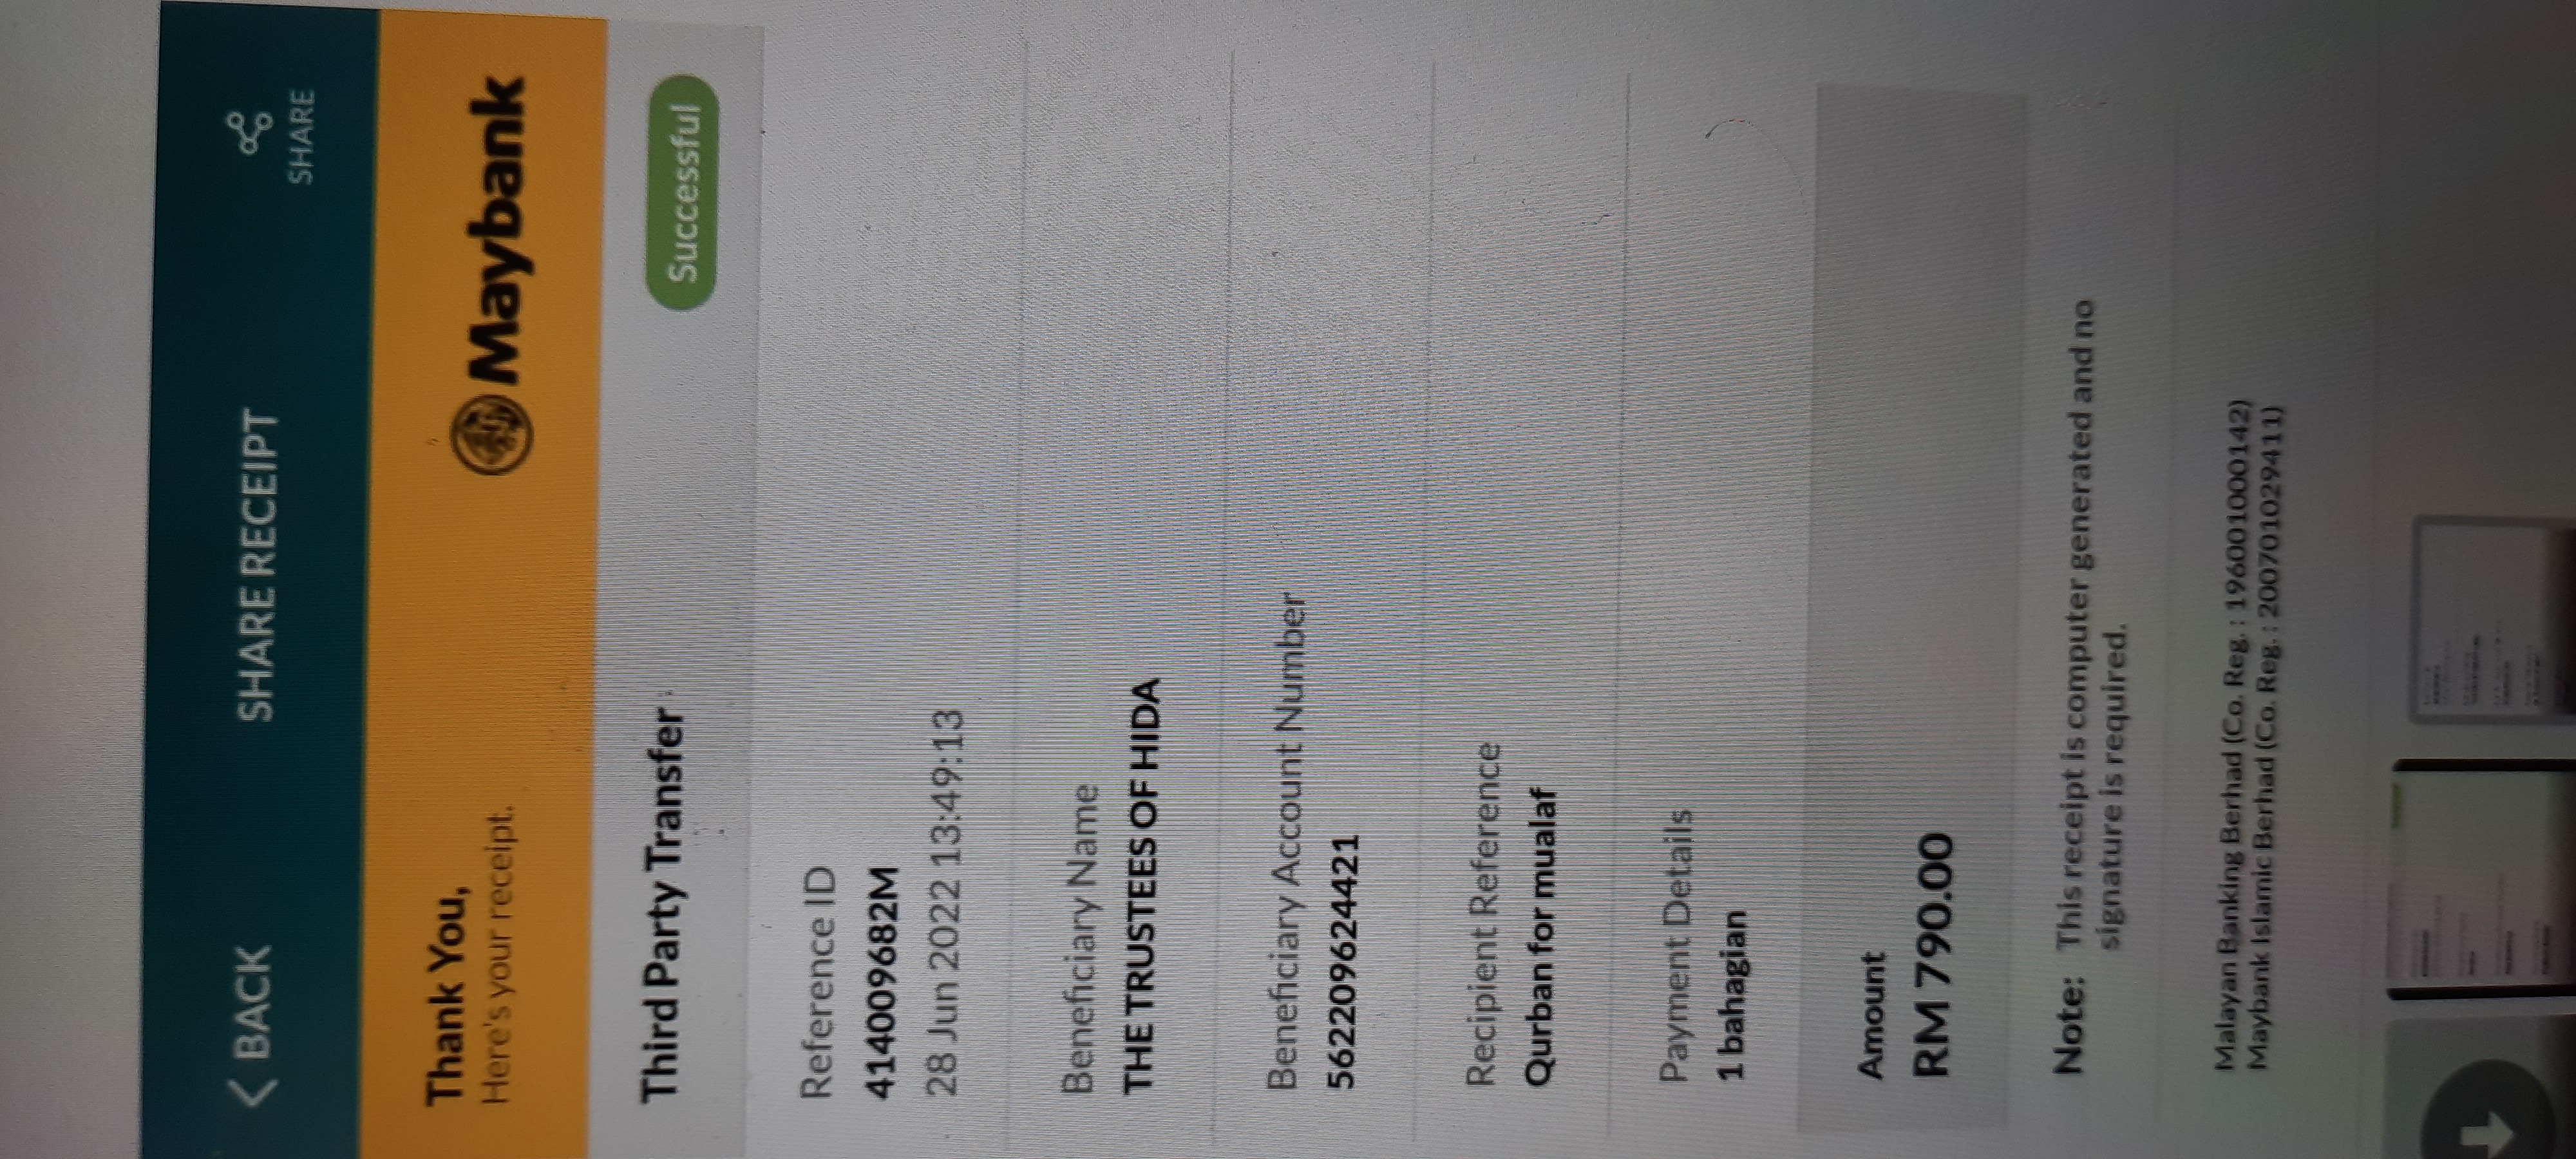 BACK
SHARE RECEIPT
SHARE
Thank You,
Here's your receipt.
Maybank
Third Party Transfer
Successful
Reference ID
414009682M
28 Jun 2022 13:49:13
Beneficiary Name
THE TRUSTEES OF HIDA
Beneficiary Account Number
562209624421
Recipient Reference
Qurban for mualaf
Payment Details
1 bahagian
Amount
RM 790.00
Note: This receipt is computer generated and no
signature is required.
Malayan Banking Berhad (Co. Reg. : 196001000142)
Maybank Islamic Berhad (Co. Reg. : 200701029411)